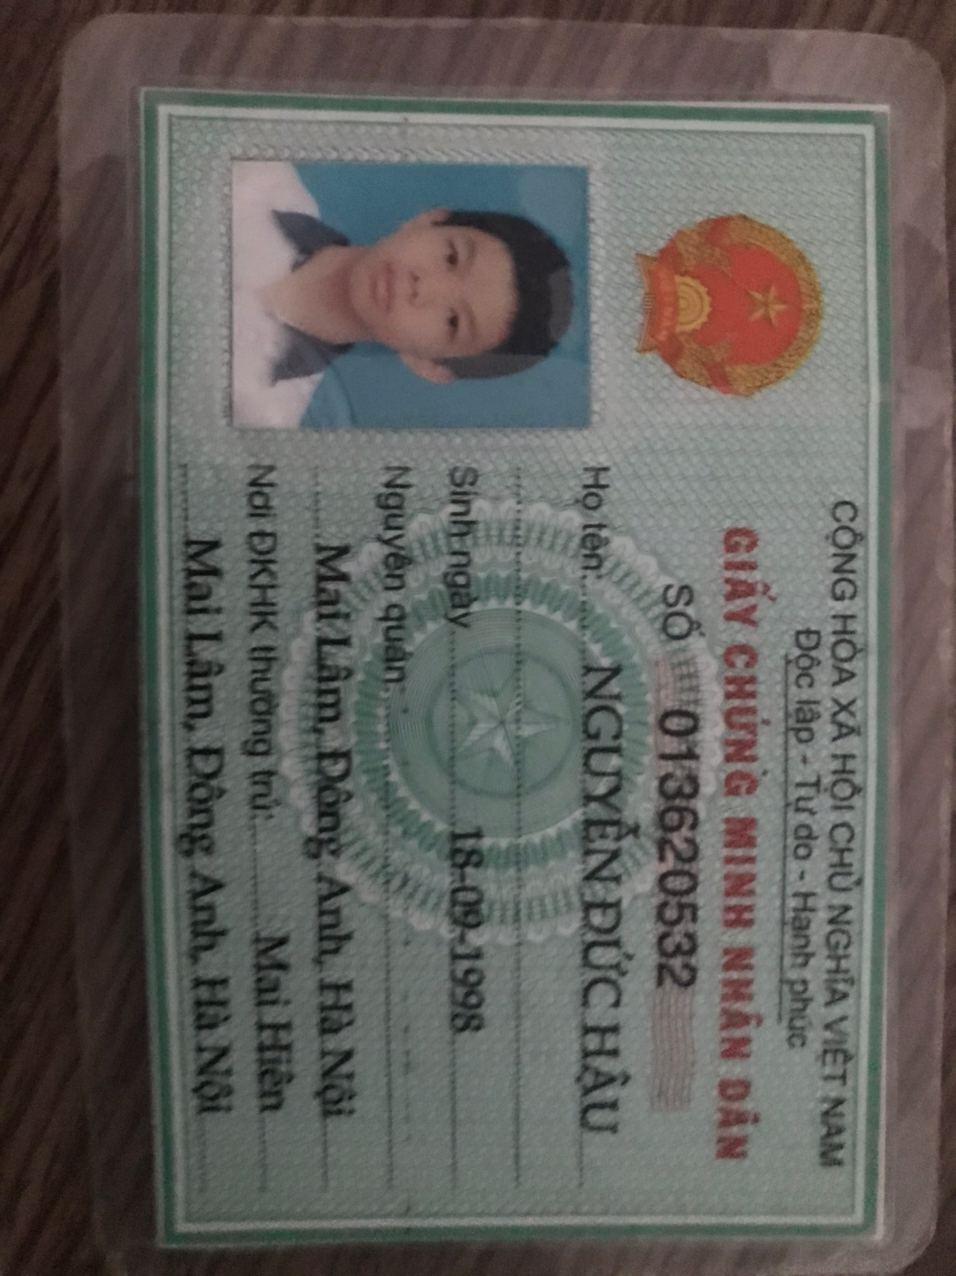 CỘNG HÒA XÃ HỘI CHỦ NGHĨA VIỆT NAM
Độc lập - Tự do - Hạnh phúc
GIẤY CHỨNG MINH NHÂN DÂN
SỐ 013620532
Họ tên: NGUYỄN ĐỨC HẬU
Sinh ngày 18-09-1998
Nguyên quán:
Mai Lâm, Đông Anh, Hà Nội
Nơi ĐKHK thường trú: Mai Hiên
Mai Lâm, Đông Anh, Hà Nội